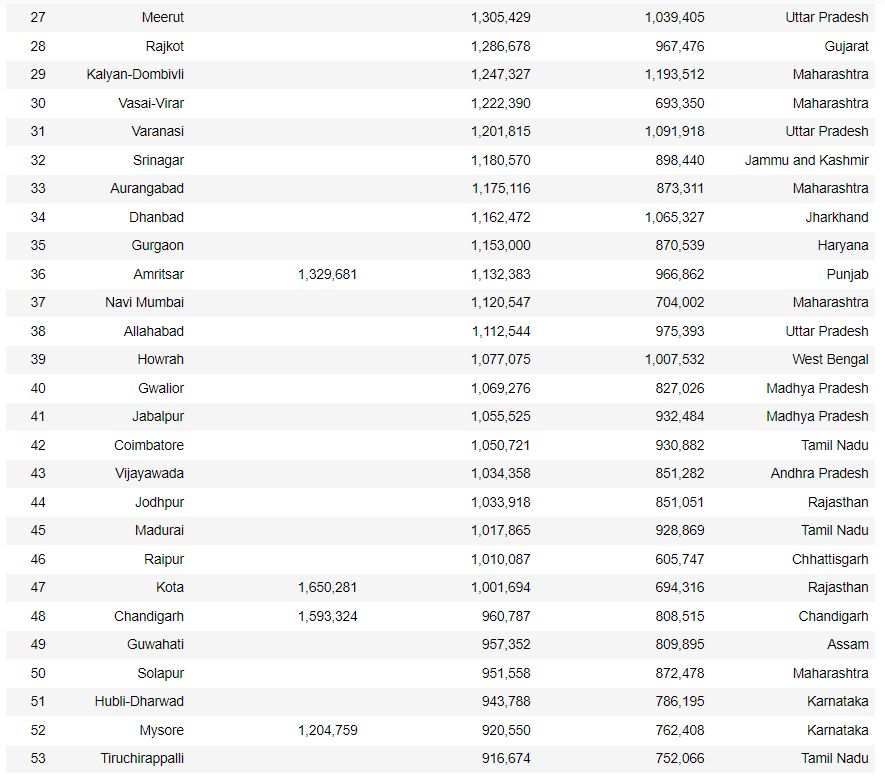 27 Meerut 1,305,429 1,039,405 Uttar Pradesh
28 Rajkot 1,286,678 967,476 Gujarat
29 Kalyan-Dombivli 1,247,327 1,193,512 Maharashtra
30 Vasai-Virar 1,222,390 693,350 Maharashtra
31 Varanasi 1,201,815 1,091,918 Uttar Pradesh
32 Srinagar 1,180,570 898,440 Jammu and Kashmir
33 Aurangabad 1,175,116 873,311 Maharashtra
34 Dhanbad 1,162,472 1,065,327 Jharkhand
35 Gurgaon 1,153,000 870,539 Haryana
36 Amritsar 1,329,681 1,132,383 966,862 Punjab
37 Navi Mumbai 1,120,547 704,002 Maharashtra
38 Allahabad 1,112,544 975,393 Uttar Pradesh
39 Howrah 1,077,075 1,007,532 West Bengal
40 Gwalior 1,069,276 827,026 Madhya Pradesh
41 Jabalpur 1,055,525 932,484 Madhya Pradesh
42 Coimbatore 1,050,721 930,882 Tamil Nadu
43 Vijayawada 1,034,358 851,282 Andhra Pradesh
44 Jodhpur 1,033,918 851,051 Rajasthan
45 Madurai 1,017,865 928,869 Tamil Nadu
46 Raipur 1,010,087 605,747 Chhattisgarh
47 Kota 1,650,281 1,001,694 694,316 Rajasthan
48 Chandigarh 1,593,324 960,787 808,515 Chandigarh
49 Guwahati 957,352 809,895 Assam
50 Solapur 951,558 872,478 Maharashtra
51 Hubli-Dharwad 943,788 786,195 Karnataka
52 Mysore 1,204,759 920,550 762,408 Karnataka
53 Tiruchirappalli 916,674 752,066 Tamil Nadu